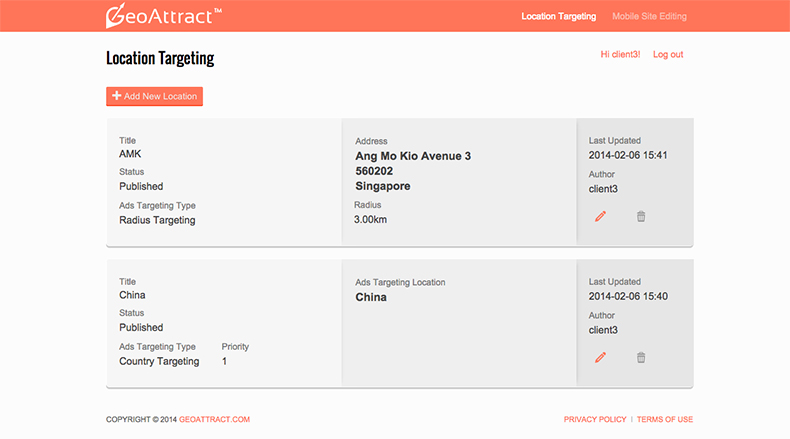 GeoAttract™
Location Targeting
Mobile Site Editing
Location Targeting
Hi client3!
Log out
Add New Location
Title
AMK
Status
Published
Ads Targeting Type
Radius Targeting
Address
Ang Mo Kio Avenue 3
560202
Singapore
Radius
3.00km
Last Updated
2014-02-06 15:41
Author
client3
Title
China
Status
Published
Ads Targeting Type
Priority
Country Targeting
1
Ads Targeting Location
China
Last Updated
2014-02-06 15:40
Author
client3
COPYRIGHT © 2014 GEOATTRACT.COM
PRIVACY POLICY | TERMS OF USE